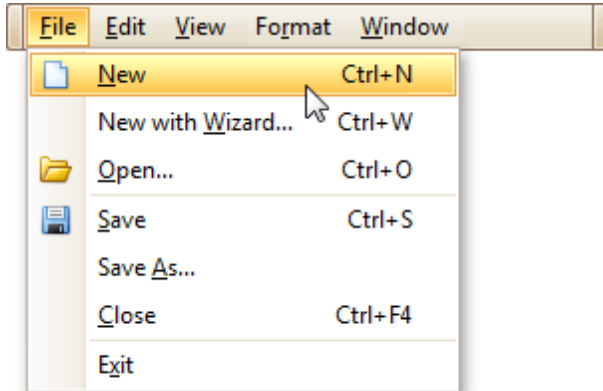 File Edit View Format Window
New Ctrl+N
New with Wizard... Ctrl+W
Open... Ctrl+O
Save Ctrl+S
Save As...
Close Ctrl+F4
Exit